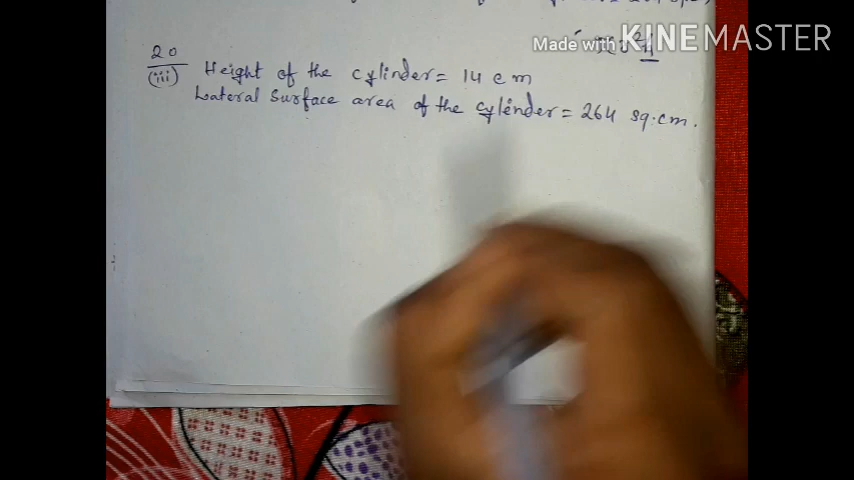 Made with KINEMASTER
20
(iii) Height of the cylinder = 14 cm
Lateral Surface area of the cylinder = 264 sq.cm.